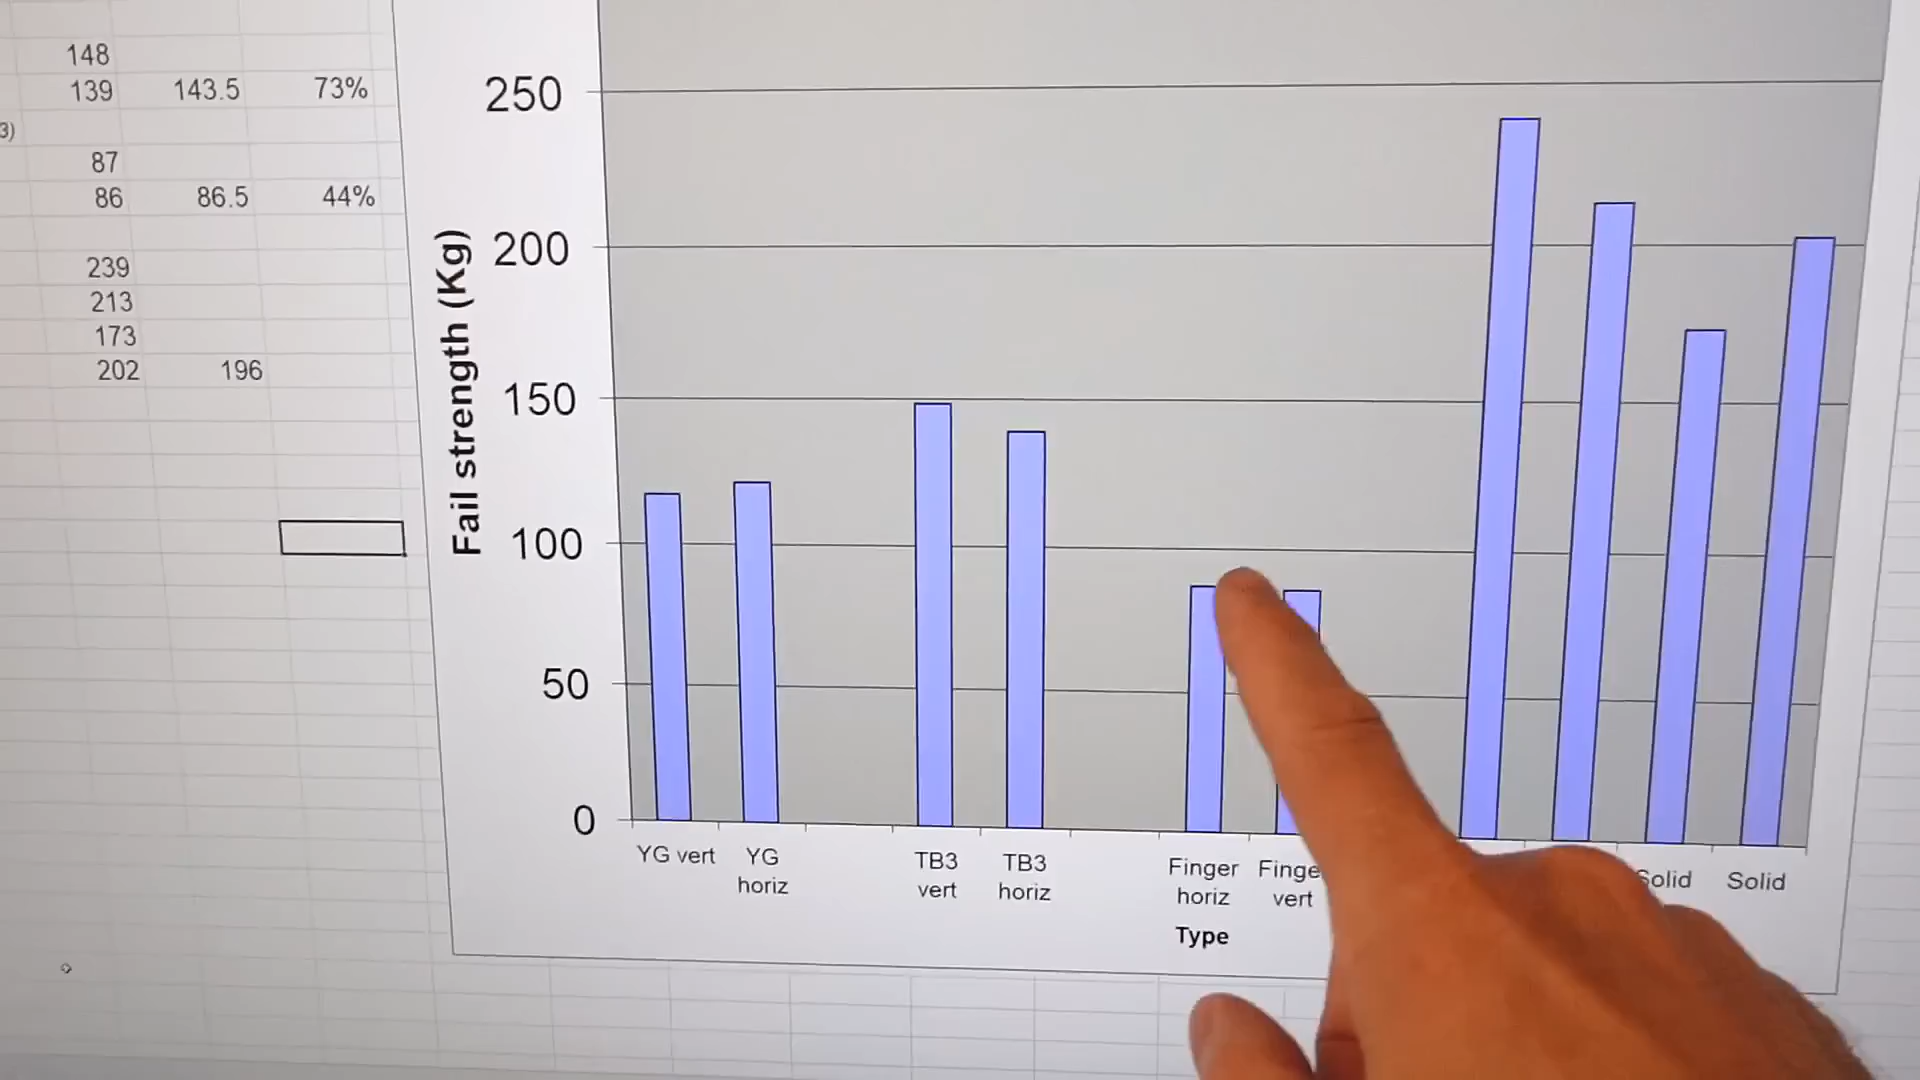 148
139 143.5 73%
3)
87
86 86.5 44%
239
213
173
202 196
Fail strength (Kg)
250
200
150
100
50
0
YG vert
YG
horiz
TB3
vert
TB3
horiz
Finger
horiz
Finge
vert
Solid
Solid
Type